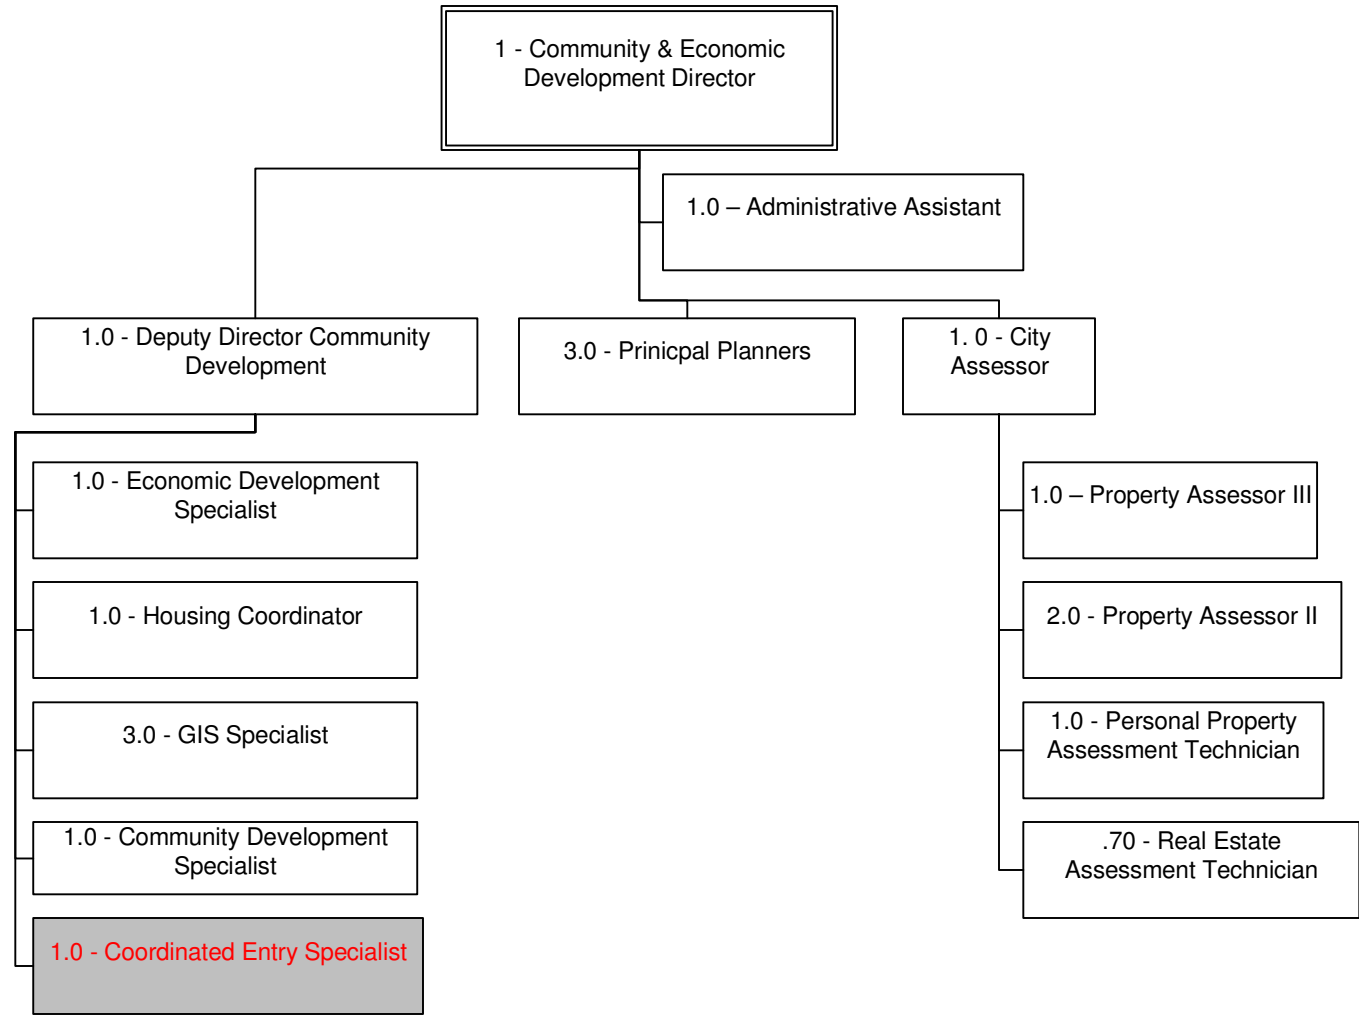 1 - Community & Economic
Development Director
1.0 – Administrative Assistant
1.0 - Deputy Director Community
Development
3.0 - Prinicpal Planners
1. 0 - City
Assessor
1.0 - Economic Development
Specialist
1.0 - Housing Coordinator
3.0 - GIS Specialist
1.0 - Community Development
Specialist
1.0 - Coordinated Entry Specialist
1.0 – Property Assessor III
2.0 - Property Assessor II
1.0 - Personal Property
Assessment Technician
.70 - Real Estate
Assessment Technician